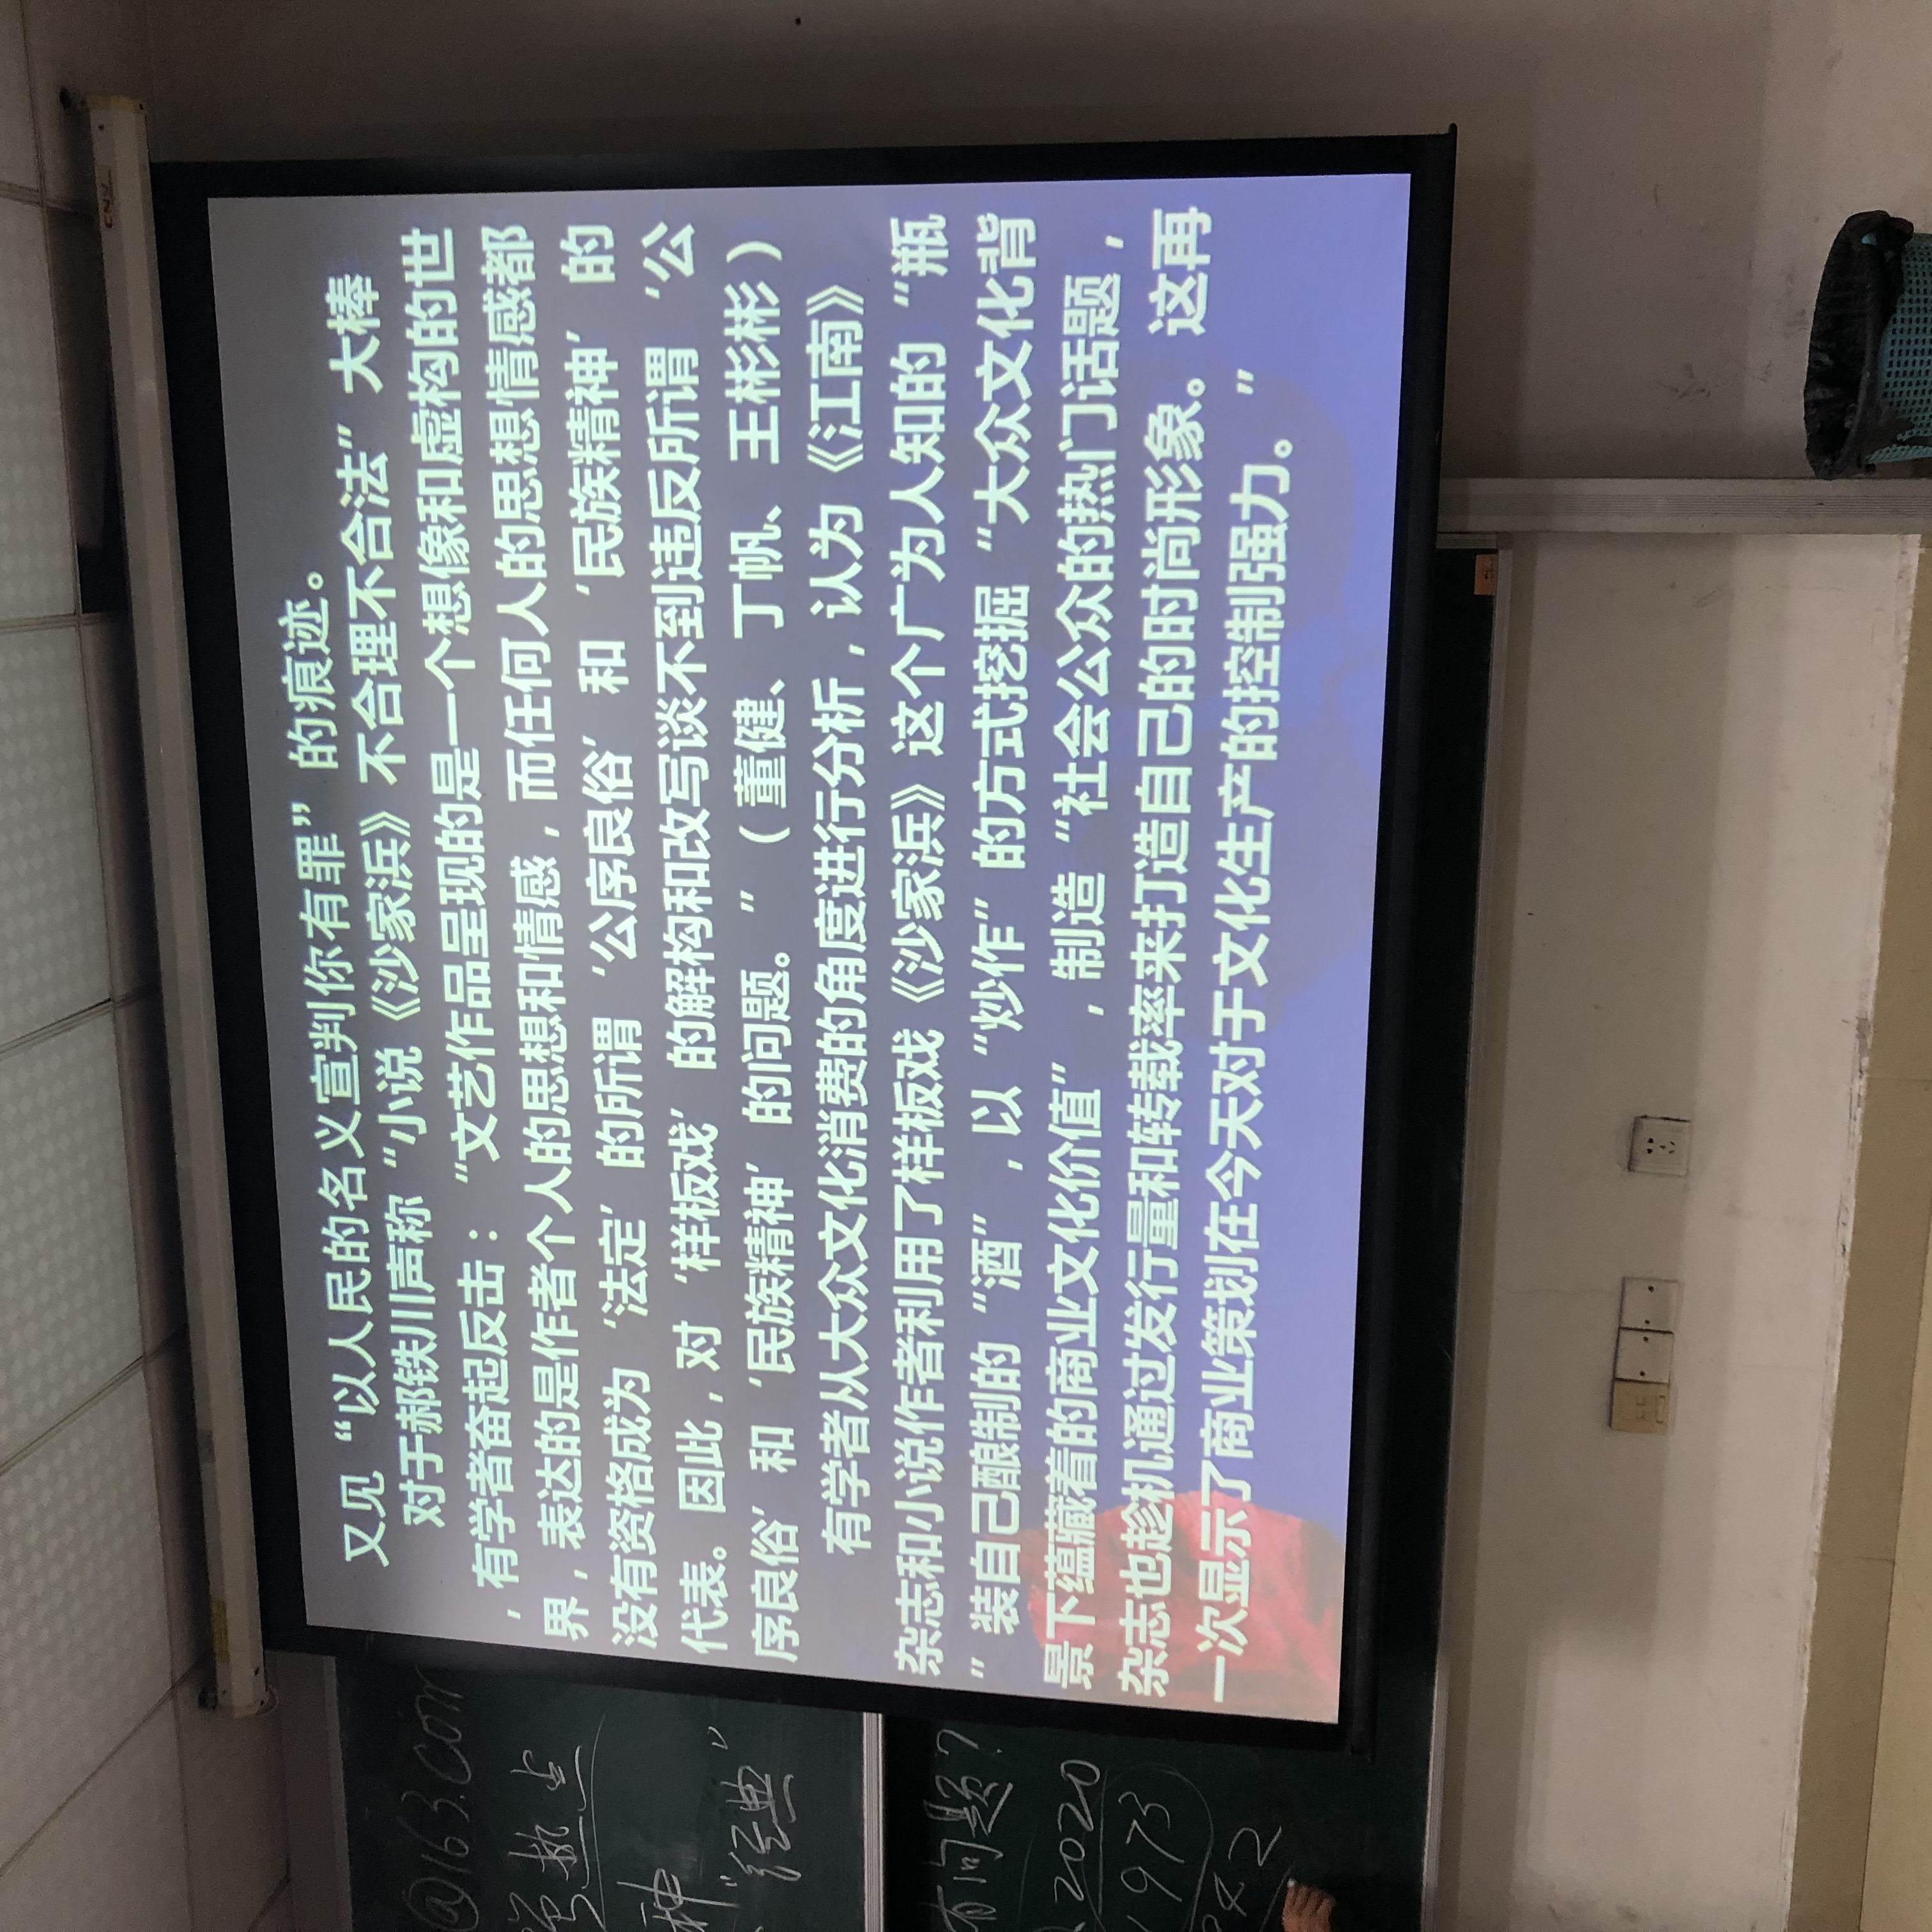 又见“以人民的名义宣判你有罪”的痕迹。
对于郝铁川声称“小说《沙家浜》不合理不合法”大棒
，有学者奋起反击：“文艺作品呈现的是一个想像和虚构的世
界，表达的是作者个人的思想和情感，而任何人的思想情感都
没有资格成为‘法定’的所谓‘公序良俗’和‘民族精神’的
代表。因此，对‘样板戏’的解构和改写谈不到违反所谓‘公
序良俗’和‘民族精神’的问题。”（董健、丁帆、王彬彬）
有学者从大众文化消费的角度进行分析，认为《江南》
杂志和小说作者利用了样板戏《沙家浜》这个广为人知的“瓶
”装自己酿制的“酒”，以“炒作”的方式挖掘“大众文化背
景下蕴藏着的商业文化价值”，制造“社会公众的热门话题，
杂志也趁机通过发行量和转载率来打造自己的时尚形象。这再
一次显示了商业策划在今天对于文化生产的控制强力。”
@163.com
热点
种
“经典”
有问题？
2020
1973
42